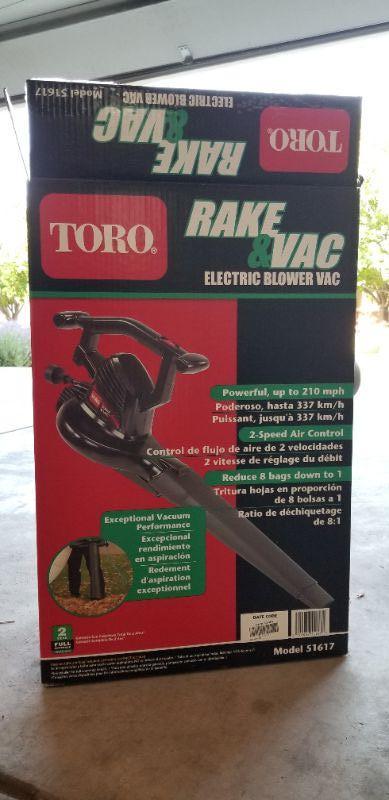 Model 51617
ELECTRIC BLOWER VAC
RAKE
&VAC
TORO
TORO®
RAKE
&VAC
ELECTRIC BLOWER VAC
Powerful, up to 210 mph
Poderoso, hasta 337 km/h
Puissant, jusqu'à 337 km/h
2-Speed Air Control
Control de flujo de aire de 2 velocidades
2 vitesse de réglage du débit
Reduce 8 bags down to 1
Tritura hojas en proporción
de 8 bolsas a 1
Ratio de déchiquetage
de 8:1
Exceptional Vacuum
Performance
Excepcional
rendimiento
en aspiración
Redement
d'aspiration
exceptionnel
2
YEAR
FULL
DATE CODE
Model 51617